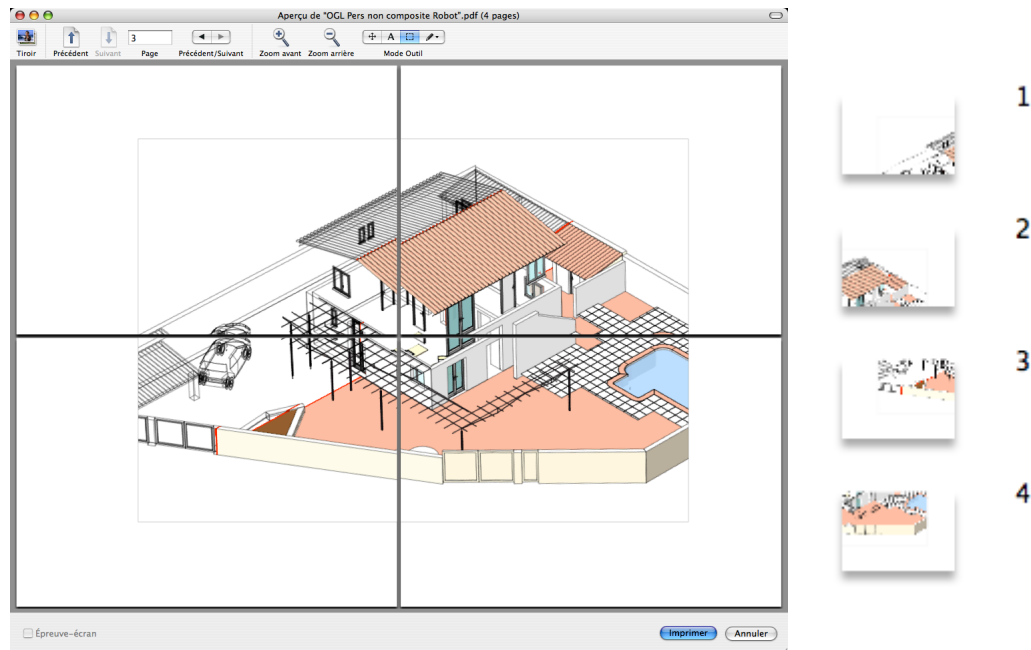 Aperçu de "OGL Pers non composite Robot".pdf (4 pages)
3
A
Tiroir Précédent Suivant Page Précédent/Suivant Zoom avant Zoom arrière Mode Outil
1
2
3
4
Épreuve-écran Imprimer Annuler